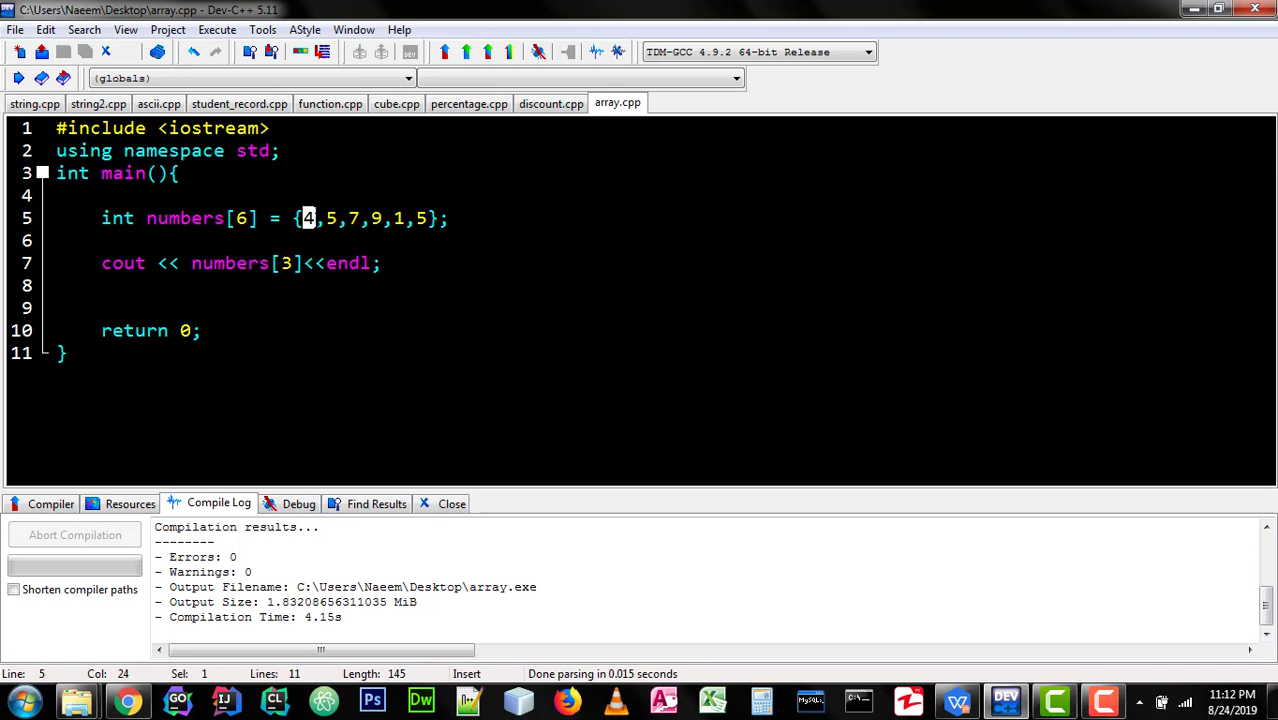 C:\Users\Naeem\Desktop\array.cpp - Dev-C++ 5.11
File Edit Search View Project Execute Tools AStyle Window Help
TDM-GCC 4.9.2 64-bit Release
(globals)
string.cpp string2.cpp ascii.cpp student_record.cpp function.cpp cube.cpp percentage.cpp discount.cpp array.cpp
1 #include <iostream>
2 using namespace std;
3 int main(){
4
5 int numbers[6] = {4,5,7,9,1,5};
6
7 cout << numbers[3]<<endl;
8
9
10 return 0;
11 }
Compiler Resources Compile Log Debug Find Results Close
Abort Compilation
Shorten compiler paths
Compilation results...
--------
- Errors: 0
- Warnings: 0
- Output Filename: C:\Users\Naeem\Desktop\array.exe
- Output Size: 1.83208656311035 MiB
- Compilation Time: 4.15s
Line: 5 Col: 24 Sel: 1 Lines: 11 Length: 145 Insert Done parsing in 0.015 seconds
11:12 PM
8/24/2019